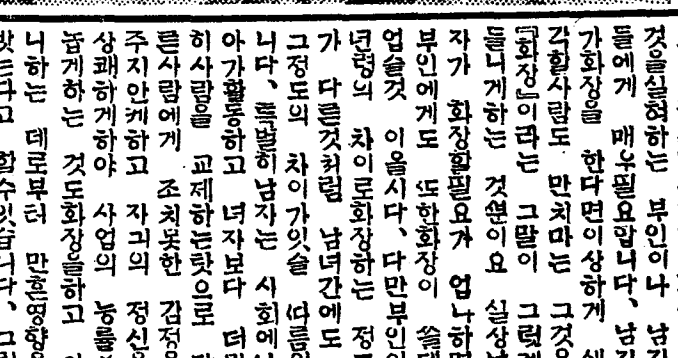 것을실혀하는 부인이나 남
들에게 매우필요합니다、남
가화장을 한다면이상하게
각할사람도 만치마는 그것을
『화장』이라는 그말이 그럿게
들니게하는 것뿐이요 실상
자가 화장할필요가 업나하면
부인에게도 ᄯᅩ한화장이 쓸대
업슬것 이올시다、다만부인이
년령의 차이로화장하는 정
가 다른것처럼 남녀간에도
그정도의 차이가잇슬 ᄯᅡ름
니다、특별히남자는 사회에
아가활동하고 녀자보다 더
히사람을 교제하는탓으로
른사람에게 조치못한 감정을
주지안케하고 자긔의 정신을
상쾌하게하야 사업의 능률
놉게하는 것도화장을하고
니하는 데로부터 만흔영향을
밧는다고 할수잇습니다、그